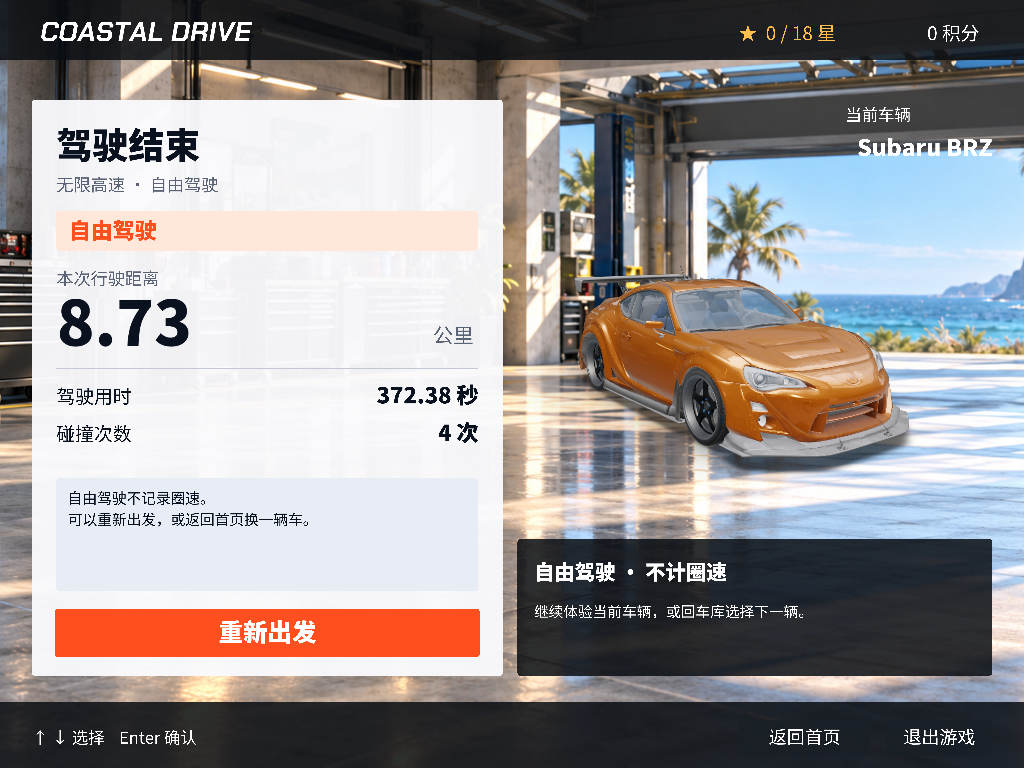 COASTAL DRIVE
★ 0 / 18 星
0 积分
驾驶结束
无限高速 · 自由驾驶
自由驾驶
本次行驶距离
8.73 公里
驾驶用时 372.38 秒
碰撞次数 4 次
自由驾驶不记录圈速。
可以重新出发，或返回首页换一辆车。
重新出发
当前车辆
Subaru BRZ
自由驾驶 · 不计圈速
继续体验当前车辆，或回车库选择下一辆。
↑ ↓ 选择 Enter 确认
返回首页
退出游戏